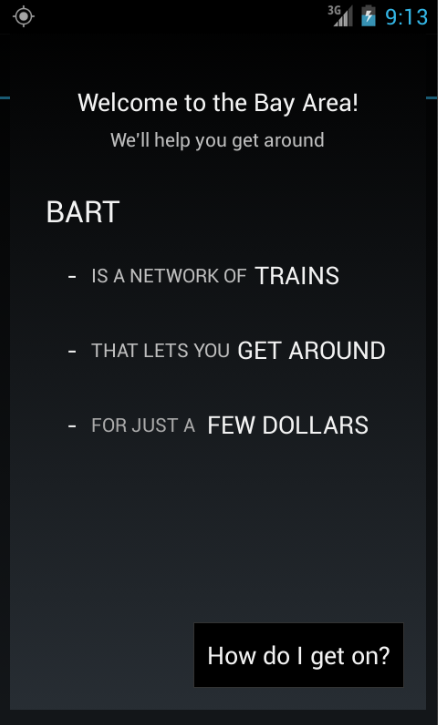 3G 9:13
Welcome to the Bay Area!
We'll help you get around
BART
- IS A NETWORK OF TRAINS
- THAT LETS YOU GET AROUND
- FOR JUST A FEW DOLLARS
How do I get on?